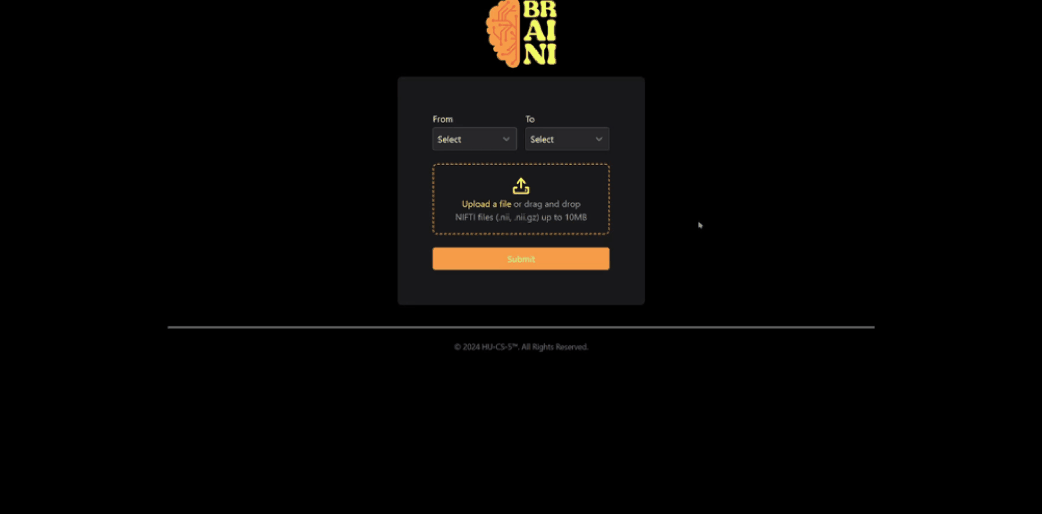 BR
AI
NI
From To
Select Select
Upload a file or drag and drop
NIFTI files (.nii, .nii.gz) up to 10MB
Submit
© 2024 HU-CS-5™. All Rights Reserved.